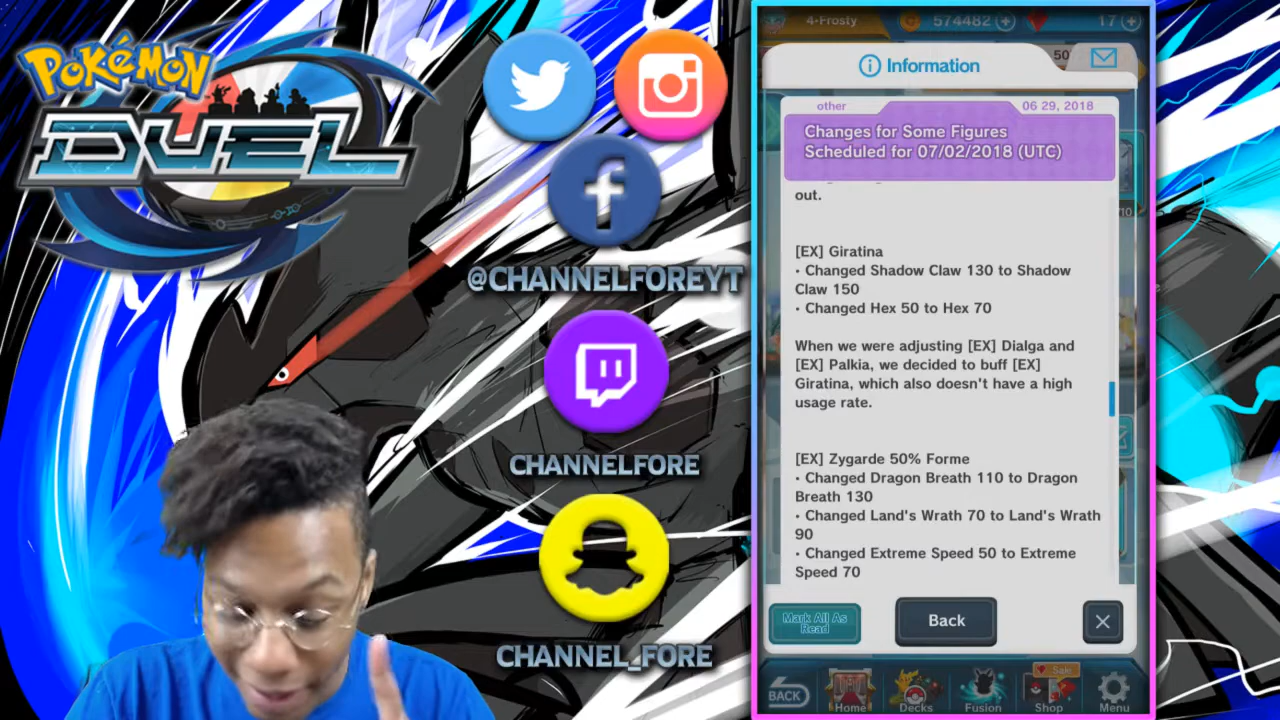 POKéMON
DUEL
@CHANNELFOREYT
CHANNELFORE
CHANNEL_FORE
4•Frosty
574482
17
50
Information
other
06 29, 2018
Changes for Some Figures
Scheduled for 07/02/2018 (UTC)
out.
[EX] Giratina
• Changed Shadow Claw 130 to Shadow
Claw 150
• Changed Hex 50 to Hex 70
When we were adjusting [EX] Dialga and
[EX] Palkia, we decided to buff [EX]
Giratina, which also doesn't have a high
usage rate.
[EX] Zygarde 50% Forme
• Changed Dragon Breath 110 to Dragon
Breath 130
• Changed Land's Wrath 70 to Land's Wrath
90
• Changed Extreme Speed 50 to Extreme
Speed 70
Mark All As
Read
Back
Sale
BACK
Home
Decks
Fusion
Shop
Menu